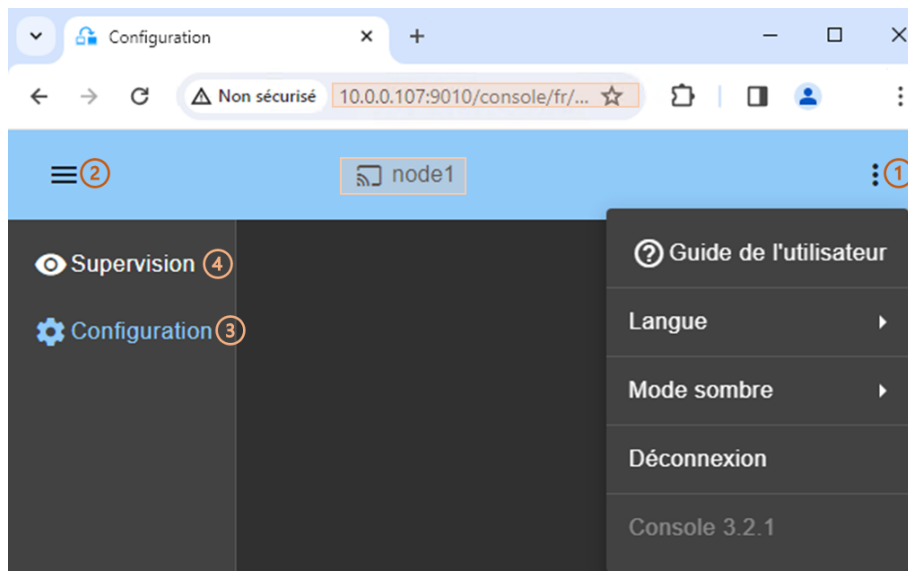 Configuration
Non sécurisé 10.0.0.107:9010/console/fr/...
2 node1 1
Supervision 4
Configuration 3
Guide de l'utilisateur
Langue
Mode sombre
Déconnexion
Console 3.2.1